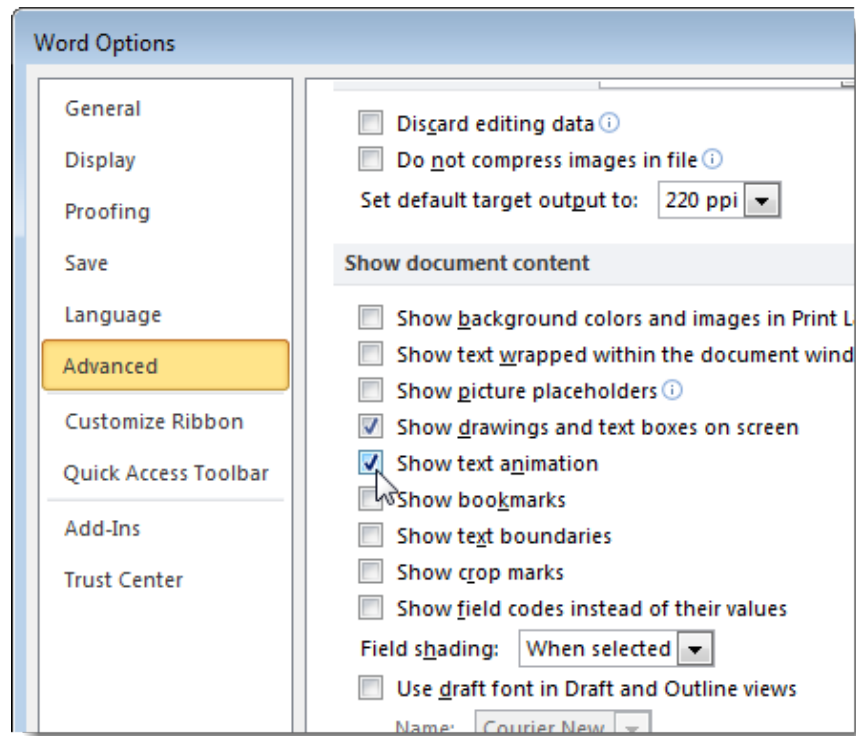 Word Options
General
Display
Proofing
Save
Language
Advanced
Customize Ribbon
Quick Access Toolbar
Add-Ins
Trust Center
Discard editing data
Do not compress images in file
Set default target output to: 220 ppi
Show document content
Show background colors and images in Print L
Show text wrapped within the document wind
Show picture placeholders
Show drawings and text boxes on screen
Show text animation
Show bookmarks
Show text boundaries
Show crop marks
Show field codes instead of their values
Field shading: When selected
Use draft font in Draft and Outline views
Name: Courier New